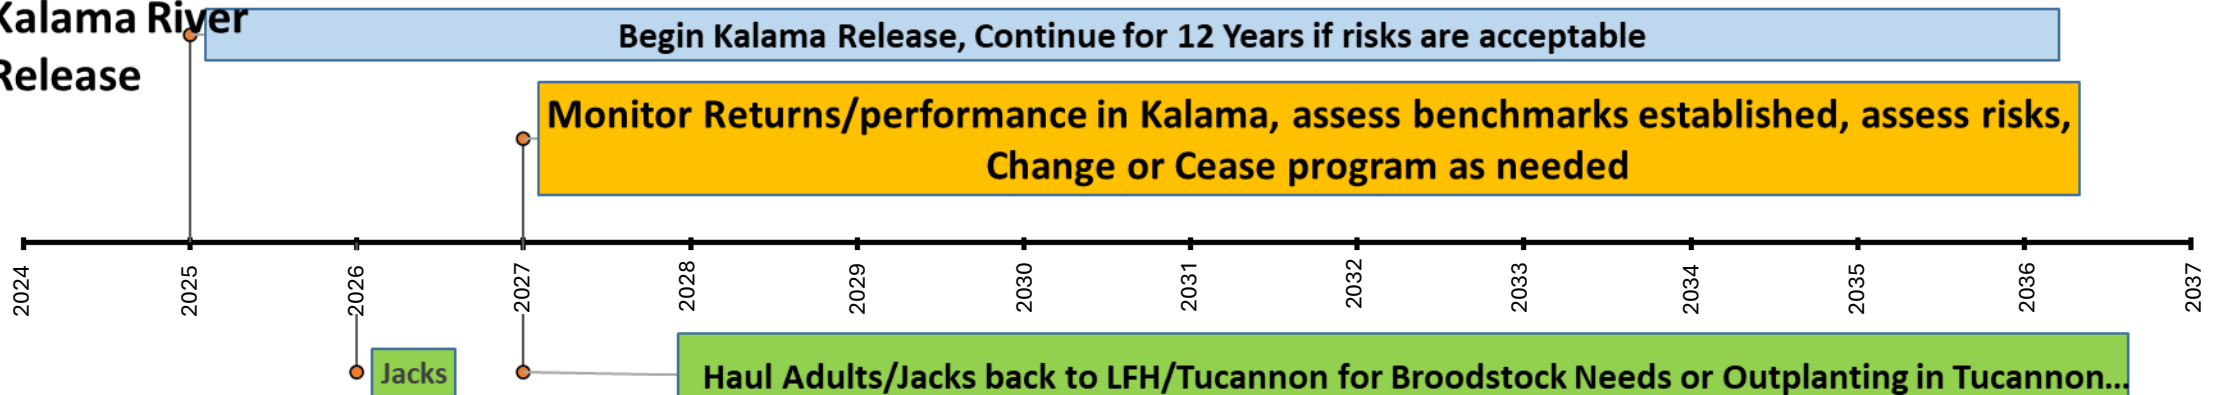 Kalama River
Release
Begin Kalama Release, Continue for 12 Years if risks are acceptable
Monitor Returns/performance in Kalama, assess benchmarks established, assess risks,
Change or Cease program as needed
2024
2025
2026
2027
2028
2029
2030
2031
2032
2033
2034
2035
2036
2037
Jacks
Haul Adults/Jacks back to LFH/Tucannon for Broodstock Needs or Outplanting in Tucannon...